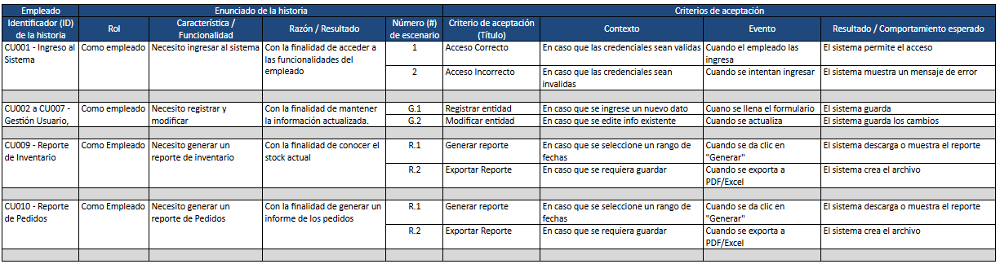 Empleado	Enunciado de la historia	Criterios de aceptación
Identificador (ID) de la historia	Rol	Característica / Funcionalidad	Razón / Resultado	Número (#) de escenario	Criterio de aceptación (Título)	Contexto	Evento	Resultado / Comportamiento esperado
CU001 - Ingreso al Sistema	Como empleado	Necesito ingresar al sistema	Con la finalidad de acceder a las funcionalidades del empleado	1	Acceso Correcto	En caso que las credenciales sean validas	Cuando el empleado las ingresa	El sistema permite el acceso
2	Acceso Incorrecto	En caso que las credenciales sean invalidas	Cuando se intentan ingresar	El sistema muestra un mensaje de error
CU002 a CU007 - Gestión Usuario,	Como empleado	Necesito registrar y modificar	Con la finalidad de mantener la información actualizada.	G.1	Registrar entidad	En caso que se ingrese un nuevo dato	Cuano se llena el formulario	El sistema guarda
G.2	Modificar entidad	En caso que se edite info existente	Cuando se actualiza	El sistema guarda los cambios
CU009 - Reporte de Inventario	Como Empleado	Necesito generar un reporte de inventario	Con la finalidad de conocer el stock actual	R.1	Generar reporte	En caso que se seleccione un rango de fechas	Cuando se da clic en "Generar"	El sistema descarga o muestra el reporte
R.2	Exportar Reporte	En caso que se requiera guardar	Cuando se exporta a PDF/Excel	El sistema crea el archivo
CU010 - Reporte de Pedidos	Como Empleado	Necesito generar un reporte de Pedidos	Con la finalidad de generar un informe de los pedidos	R.1	Generar reporte	En caso que se seleccione un rango de fechas	Cuando se da clic en "Generar"	El sistema descarga o muestra el reporte
R.2	Exportar Reporte	En caso que se requiera guardar	Cuando se exporta a PDF/Excel	El sistema crea el archivo